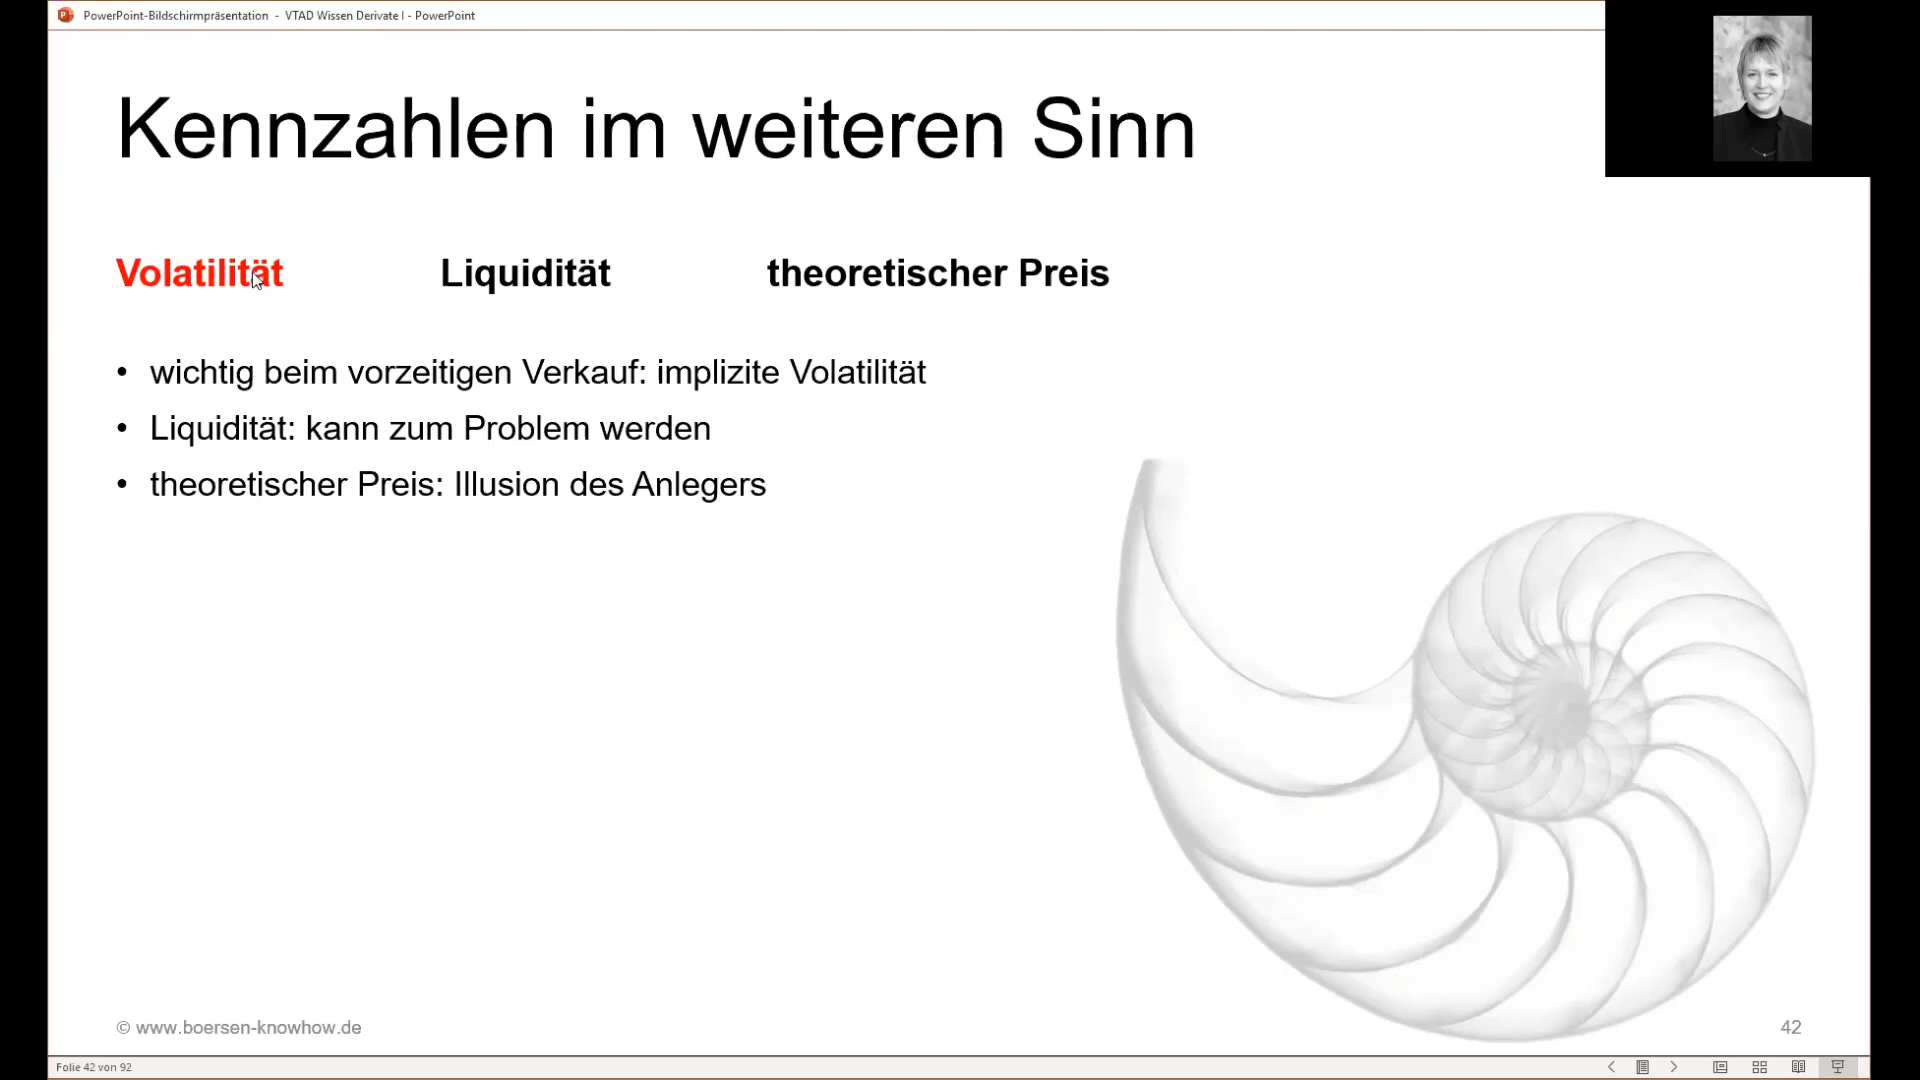 PowerPoint-Bildschirmpräsentation - VTAD Wissen Derivate I - PowerPoint
Kennzahlen im weiteren Sinn
Volatilität Liquidität theoretischer Preis
• wichtig beim vorzeitigen Verkauf: implizite Volatilität
• Liquidität: kann zum Problem werden
• theoretischer Preis: Illusion des Anlegers
© www.boersen-knowhow.de 42
Folie 42 von 92